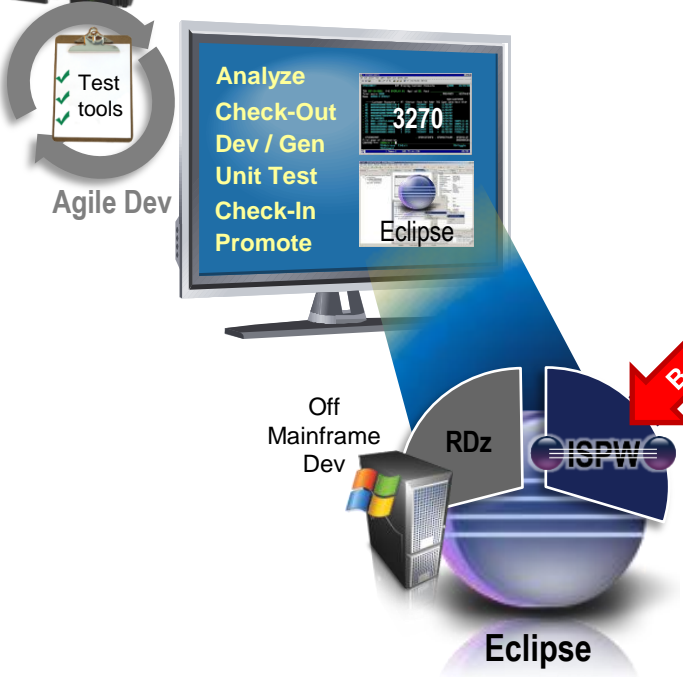 Test
tools
Agile Dev
Analyze
Check-Out
Dev / Gen
Unit Test
Check-In
Promote
3270
Eclipse
Off
Mainframe
Dev
RDz
ISPW
B
Eclipse